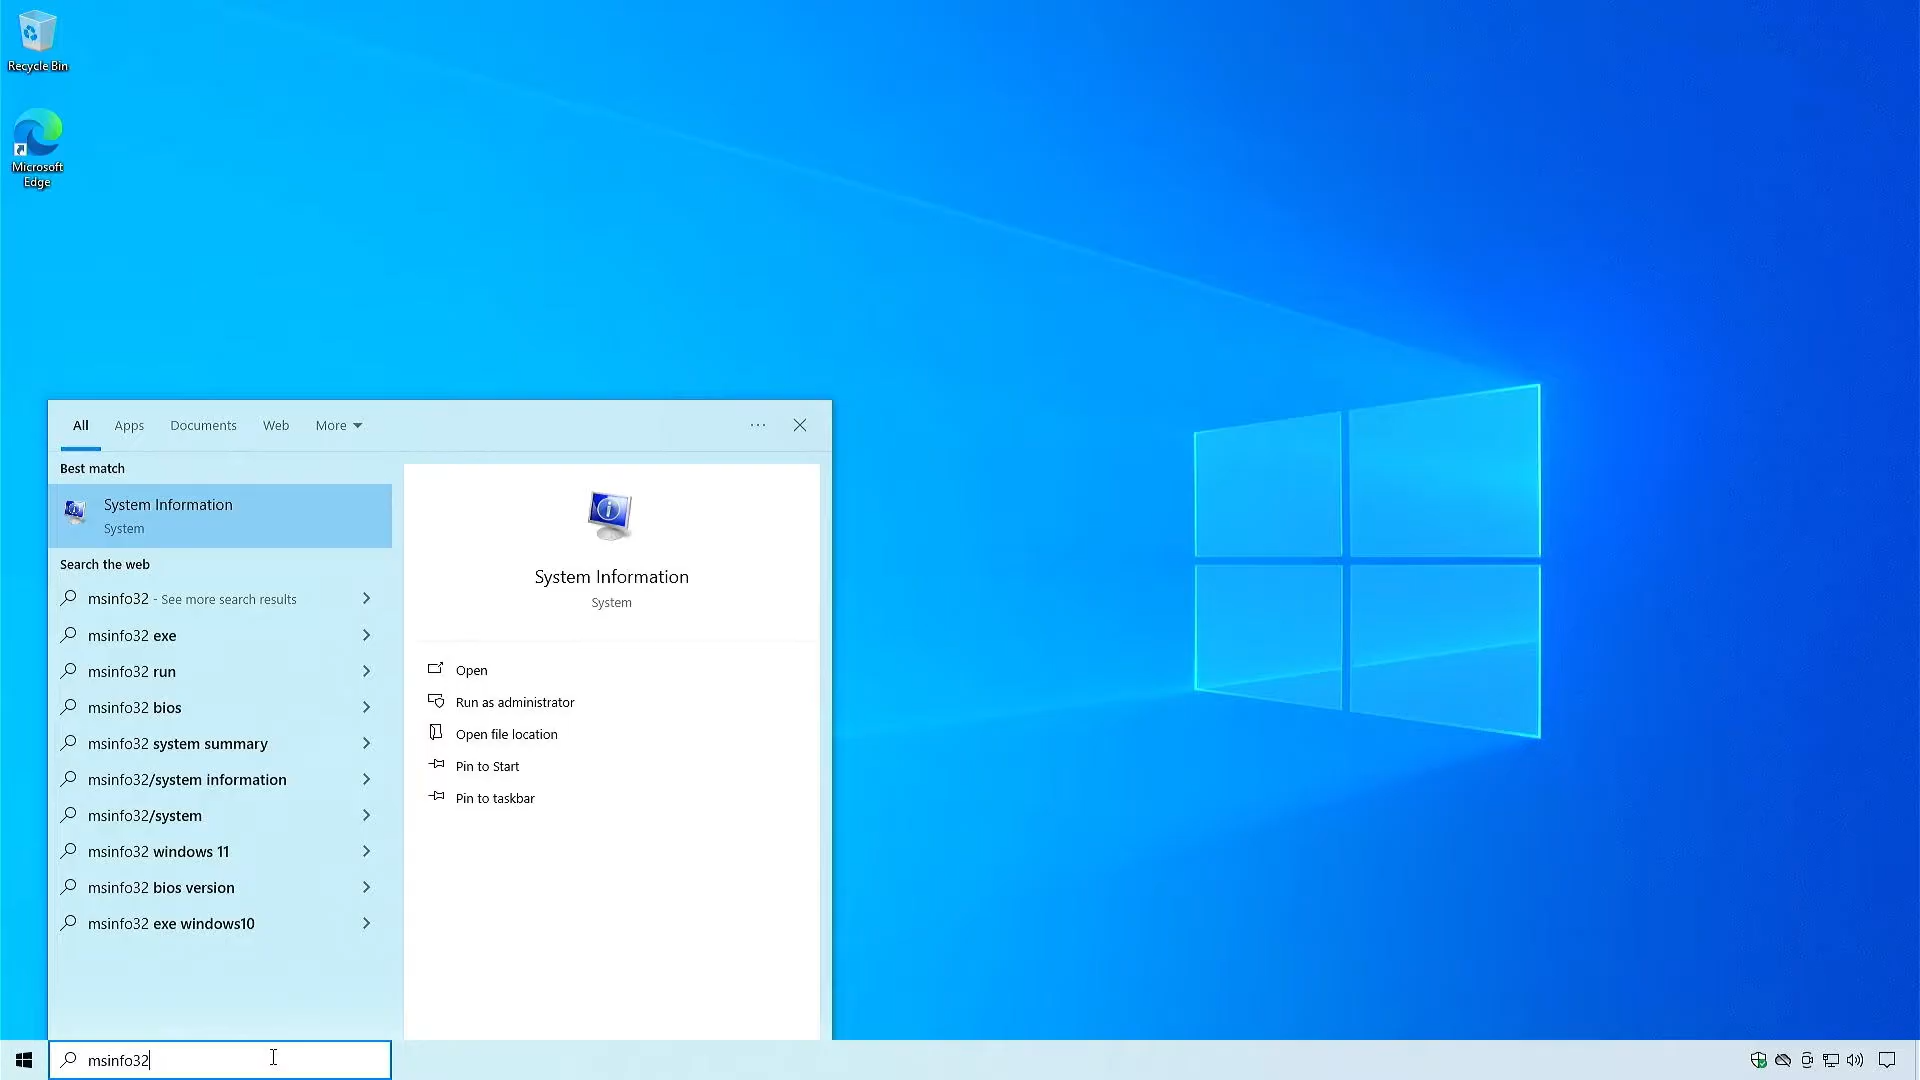 Recycle Bin
Microsoft
Edge
All Apps Documents Web More
Best match
System Information
System
Search the web
msinfo32 - See more search results
msinfo32 exe
msinfo32 run
msinfo32 bios
msinfo32 system summary
msinfo32/system information
msinfo32/system
msinfo32 windows 11
msinfo32 bios version
msinfo32 exe windows10
System Information
System
Open
Run as administrator
Open file location
Pin to Start
Pin to taskbar
msinfo32